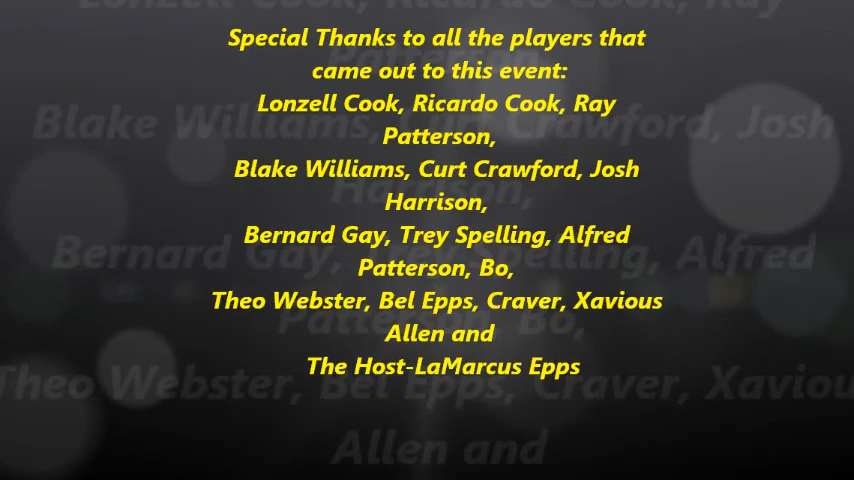 Special Thanks to all the players that
came out to this event:
Lonzell Cook, Ricardo Cook, Ray
Patterson,
Blake Williams, Curt Crawford, Josh
Harrison,
Bernard Gay, Trey Spelling, Alfred
Patterson, Bo,
Theo Webster, Bel Epps, Craver, Xavious
Allen and
The Host-LaMarcus Epps